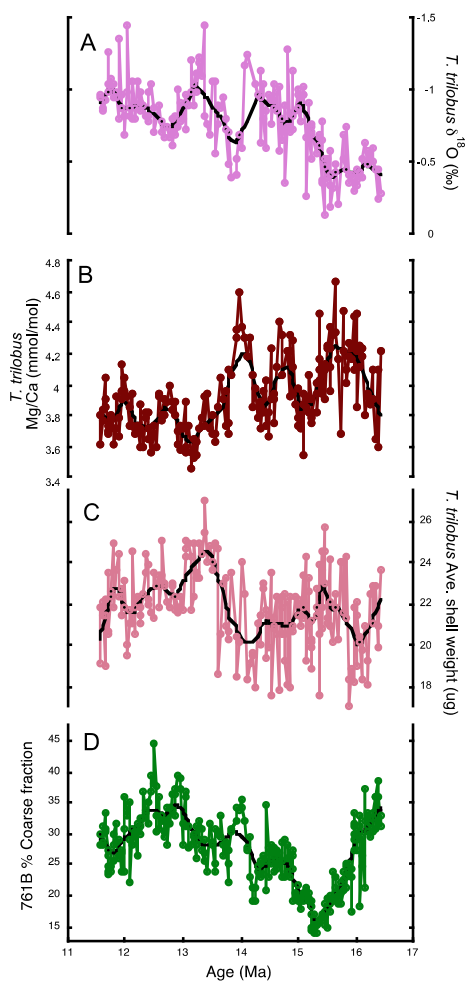 A
-1.5
-1
-0.5
0
T. trilobus δ18O (‰)
B
4.8
4.6
4.4
4.2
4
3.8
3.6
3.4
T. trilobus
Mg/Ca (mmol/mol)
C
26
24
22
20
18
T. trilobus Ave. shell weight (ug)
D
45
40
35
30
25
20
15
761B % Coarse fraction
11 12 13 14 15 16 17
Age (Ma)